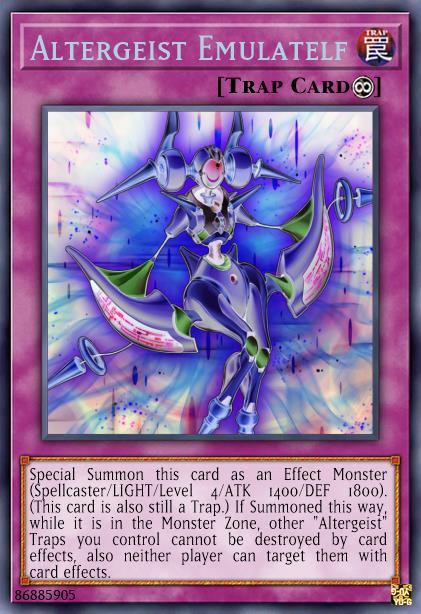 Altergeist Emulatelf
TRAP
罠
[Trap Card]
Special Summon this card as an Effect Monster
(Spellcaster/LIGHT/Level 4/ATK 1400/DEF 1800).
(This card is also still a Trap.) If Summoned this way,
while it is in the Monster Zone, other "Altergeist"
Traps you control cannot be destroyed by card
effects, also neither player can target them with
card effects.
86885905